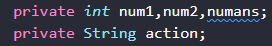 private int num1,num2,numans;
private String action;